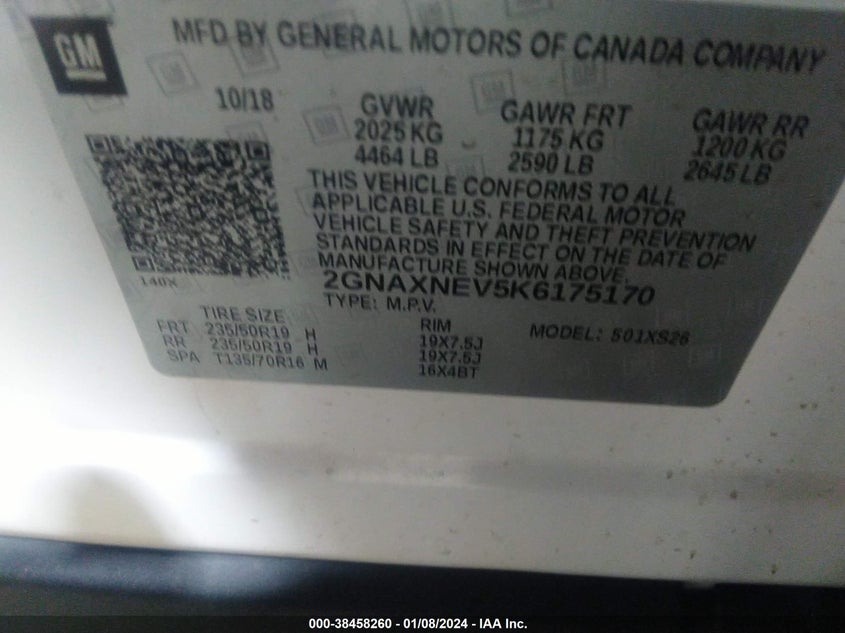 GM
MFD BY GENERAL MOTORS OF CANADA COMPANY
10/18
GVWR
2025 KG
4464 LB
GAWR FRT
1175 KG
2590 LB
GAWR RR
1200 KG
2645 LB
THIS VEHICLE CONFORMS TO ALL
APPLICABLE U.S. FEDERAL MOTOR
VEHICLE SAFETY AND THEFT PREVENTION
STANDARDS IN EFFECT ON THE DATE OF
MANUFACTURE SHOWN ABOVE.
140X
2GNAXNEV5K6175170
TYPE: M.P.V.
MODEL: 501XS26
TIRE SIZE RIM
FRT 235/50R19 H 19X7.5J
RR 235/50R19 H 19X7.5J
SPA T135/70R16 M 16X4BT
000-38458260 - 01/08/2024 - IAA Inc.